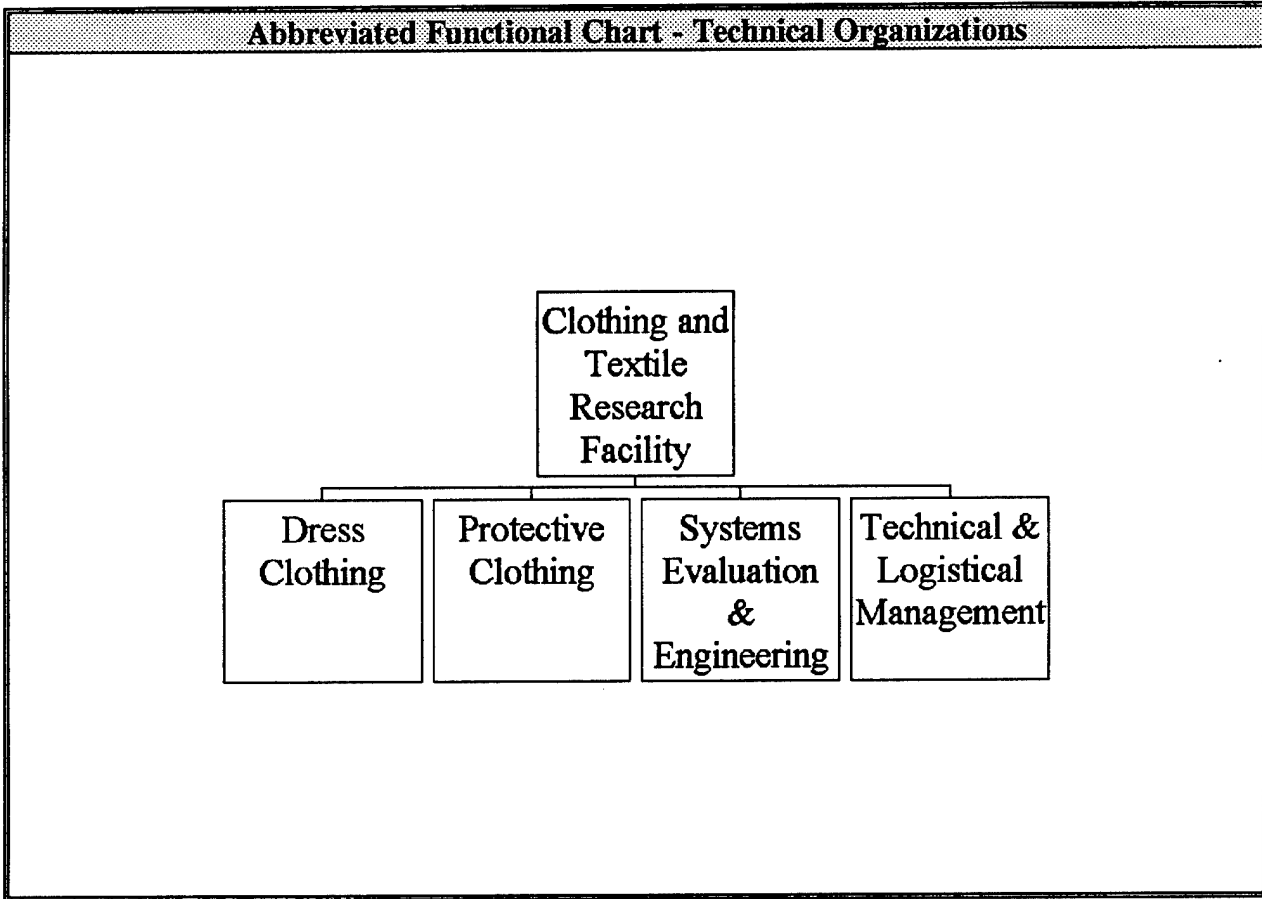 Abbreviated Functional Chart - Technical Organizations
Clothing and
Textile
Research
Facility
Dress
Clothing
Protective
Clothing
Systems
Evaluation
&
Engineering
Technical &
Logistical
Management